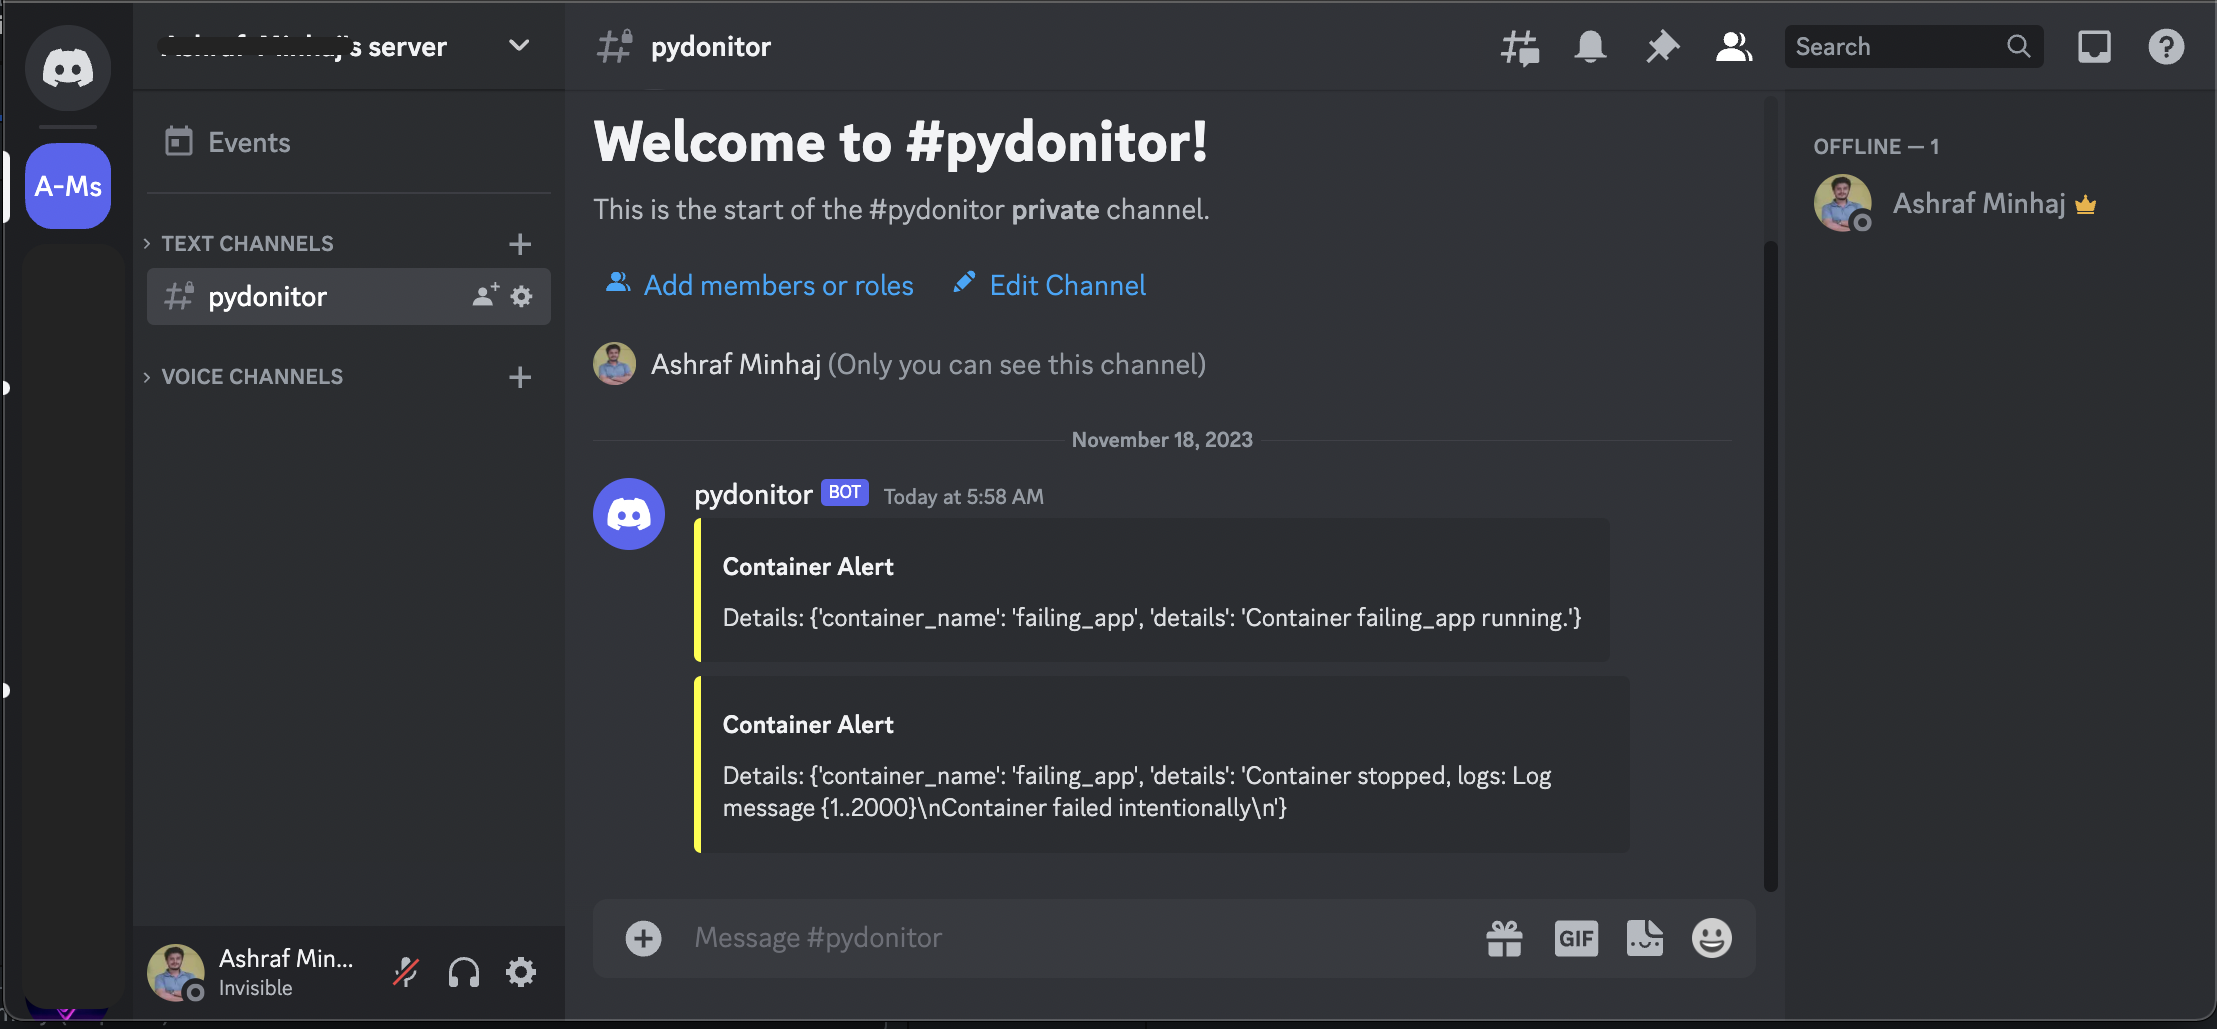 's server
pydonitor
Search
Events
A-Ms
TEXT CHANNELS
pydonitor
VOICE CHANNELS
Welcome to #pydonitor!
This is the start of the #pydonitor private channel.
Add members or roles
Edit Channel
Ashraf Minhaj (Only you can see this channel)
November 18, 2023
pydonitor BOT Today at 5:58 AM
Container Alert
Details: {'container_name': 'failing_app', 'details': 'Container failing_app running.'}
Container Alert
Details: {'container_name': 'failing_app', 'details': 'Container stopped, logs: Log
message {1..2000}\nContainer failed intentionally\n'}
Message #pydonitor
GIF
Ashraf Min...
Invisible
OFFLINE — 1
Ashraf Minhaj